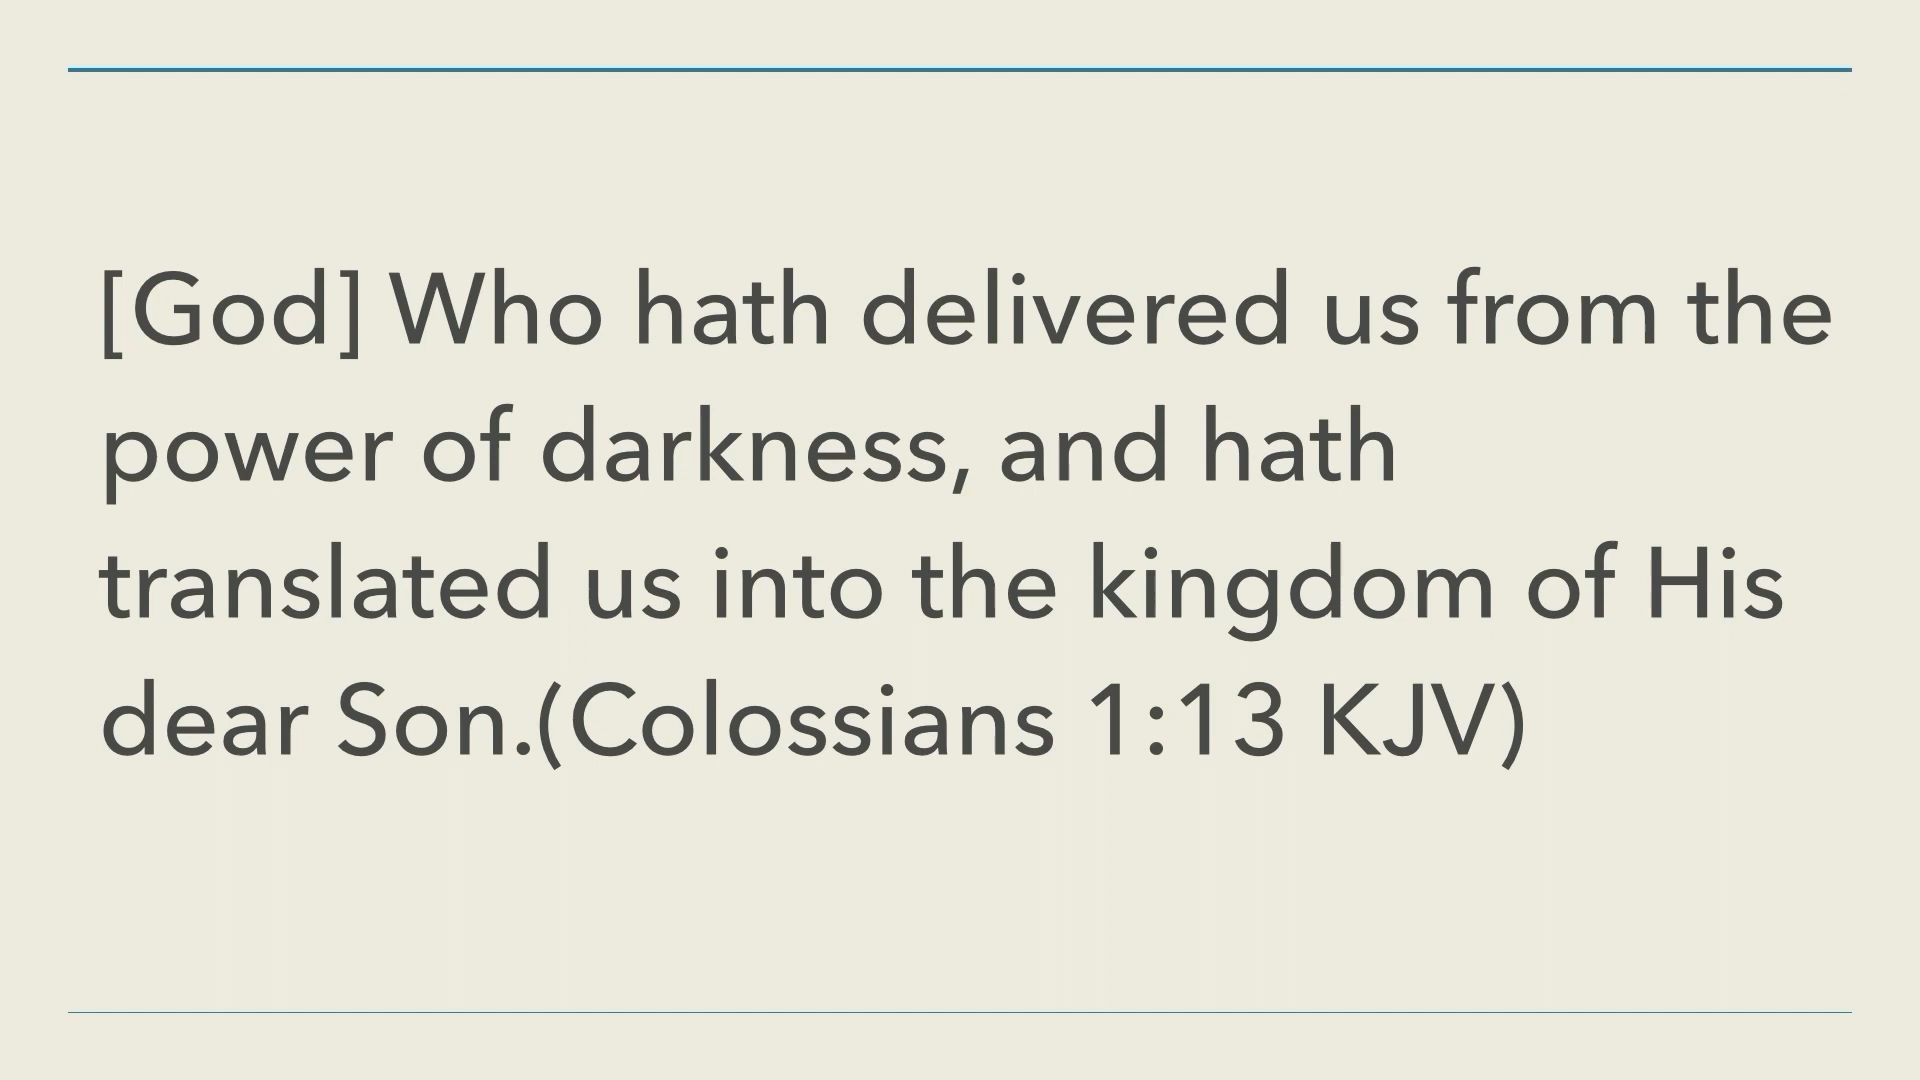 [God] Who hath delivered us from the
power of darkness, and hath
translated us into the kingdom of His
dear Son.(Colossians 1:13 KJV)